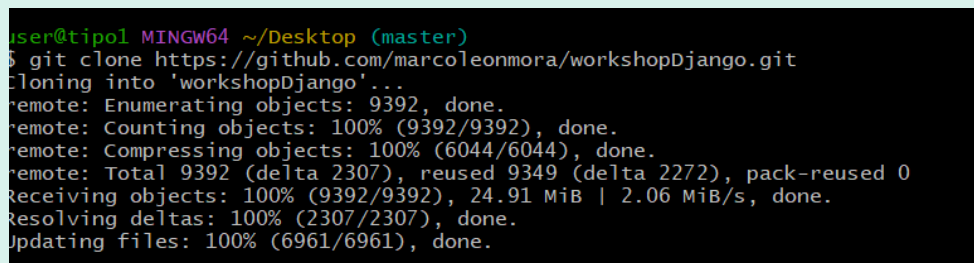 user@tipo1 MINGW64 ~/Desktop (master)
$ git clone https://github.com/marcoleonmora/workshopDjango.git
Cloning into 'workshopDjango'...
remote: Enumerating objects: 9392, done.
remote: Counting objects: 100% (9392/9392), done.
remote: Compressing objects: 100% (6044/6044), done.
remote: Total 9392 (delta 2307), reused 9349 (delta 2272), pack-reused 0
Receiving objects: 100% (9392/9392), 24.91 MiB | 2.06 MiB/s, done.
Resolving deltas: 100% (2307/2307), done.
Updating files: 100% (6961/6961), done.